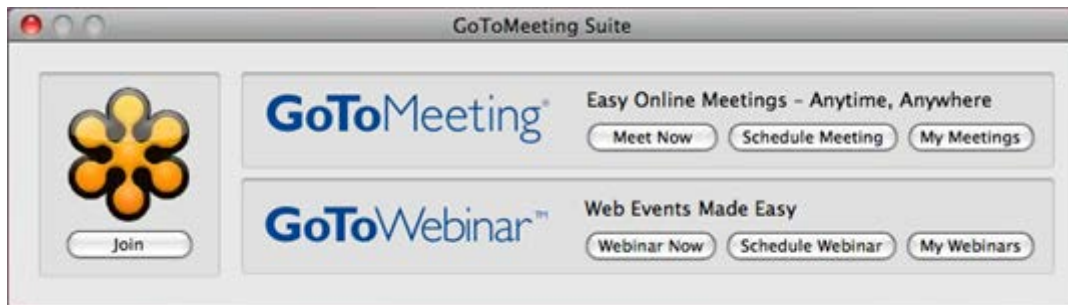 GoToMeeting Suite
GoToMeeting®
Easy Online Meetings – Anytime, Anywhere
Meet Now Schedule Meeting My Meetings
Join
GoToWebinar™
Web Events Made Easy
Webinar Now Schedule Webinar My Webinars